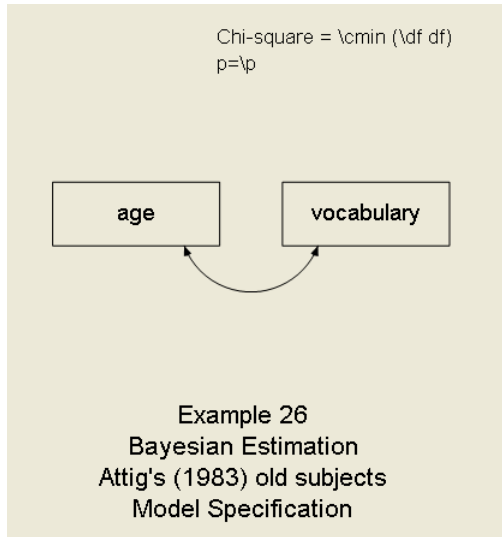 Chi-square = \cmin (\df df)
p=\p
age
vocabulary
Example 26
Bayesian Estimation
Attig's (1983) old subjects
Model Specification